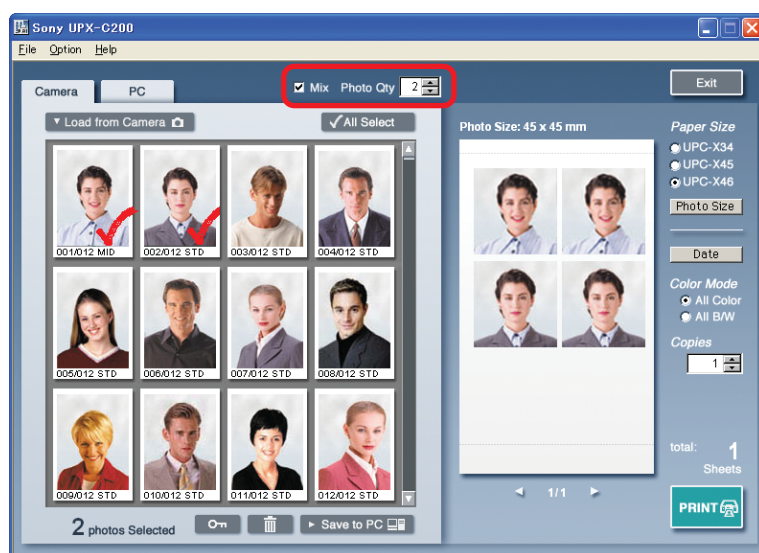 Sony UPX-C200
File Option Help
Mix Photo Qty 2
Exit
Camera PC
Load from Camera
All Select
001/012 MID 002/012 STD 003/012 STD 004/012 STD
005/012 STD 006/012 STD 007/012 STD 008/012 STD
009/012 STD 010/012 STD 011/012 STD 012/012 STD
2 photos Selected
Save to PC
Photo Size: 45 x 45 mm
1/1
Paper Size
UPC-X34
UPC-X45
UPC-X46
Photo Size
Date
Color Mode
All Color
All B/W
Copies
1
total: 1
Sheets
PRINT